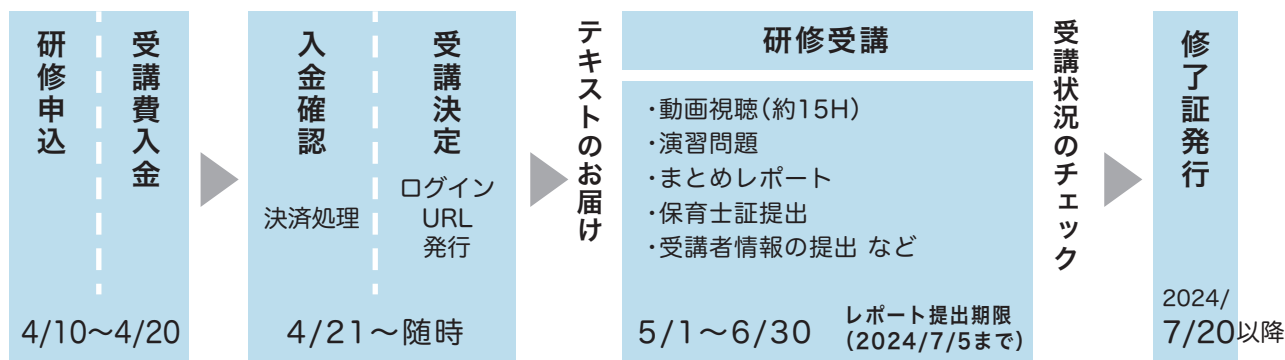 研修申込
受講費入金
4/10〜4/20
入金確認
決済処理
受講決定
ログイン
URL
発行
4/21〜随時
テキストのお届け
研修受講
・動画視聴（約15H）
・演習問題
・まとめレポート
・保育士証提出
・受講者情報の提出 など
5/1〜6/30
レポート提出期限
（2024/7/5まで）
受講状況のチェック
修了証発行
2024/
7/20以降